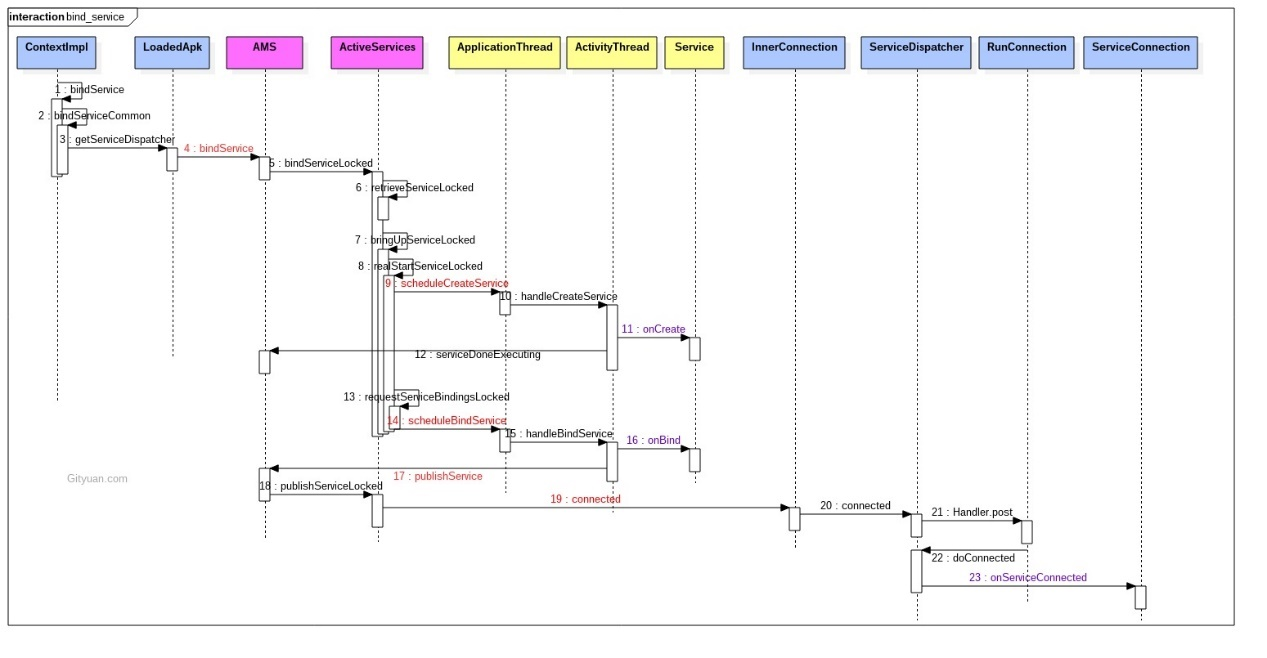 interaction bind_service
ContextImpl
LoadedApk
AMS
ActiveServices
ApplicationThread
ActivityThread
Service
InnerConnection
ServiceDispatcher
RunConnection
ServiceConnection
1 : bindService
2 : bindServiceCommon
3 : getServiceDispatcher
4 : bindService
5 : bindServiceLocked
6 : retrieveServiceLocked
7 : bringUpServiceLocked
8 : realStartServiceLocked
9 : scheduleCreateService
10 : handleCreateService
11 : onCreate
12 : serviceDoneExecuting
13 : requestServiceBindingsLocked
14 : scheduleBindService
15 : handleBindService
16 : onBind
17 : publishService
Gityuan.com
18 : publishServiceLocked
19 : connected
20 : connected
21 : Handler.post
22 : doConnected
23 : onServiceConnected